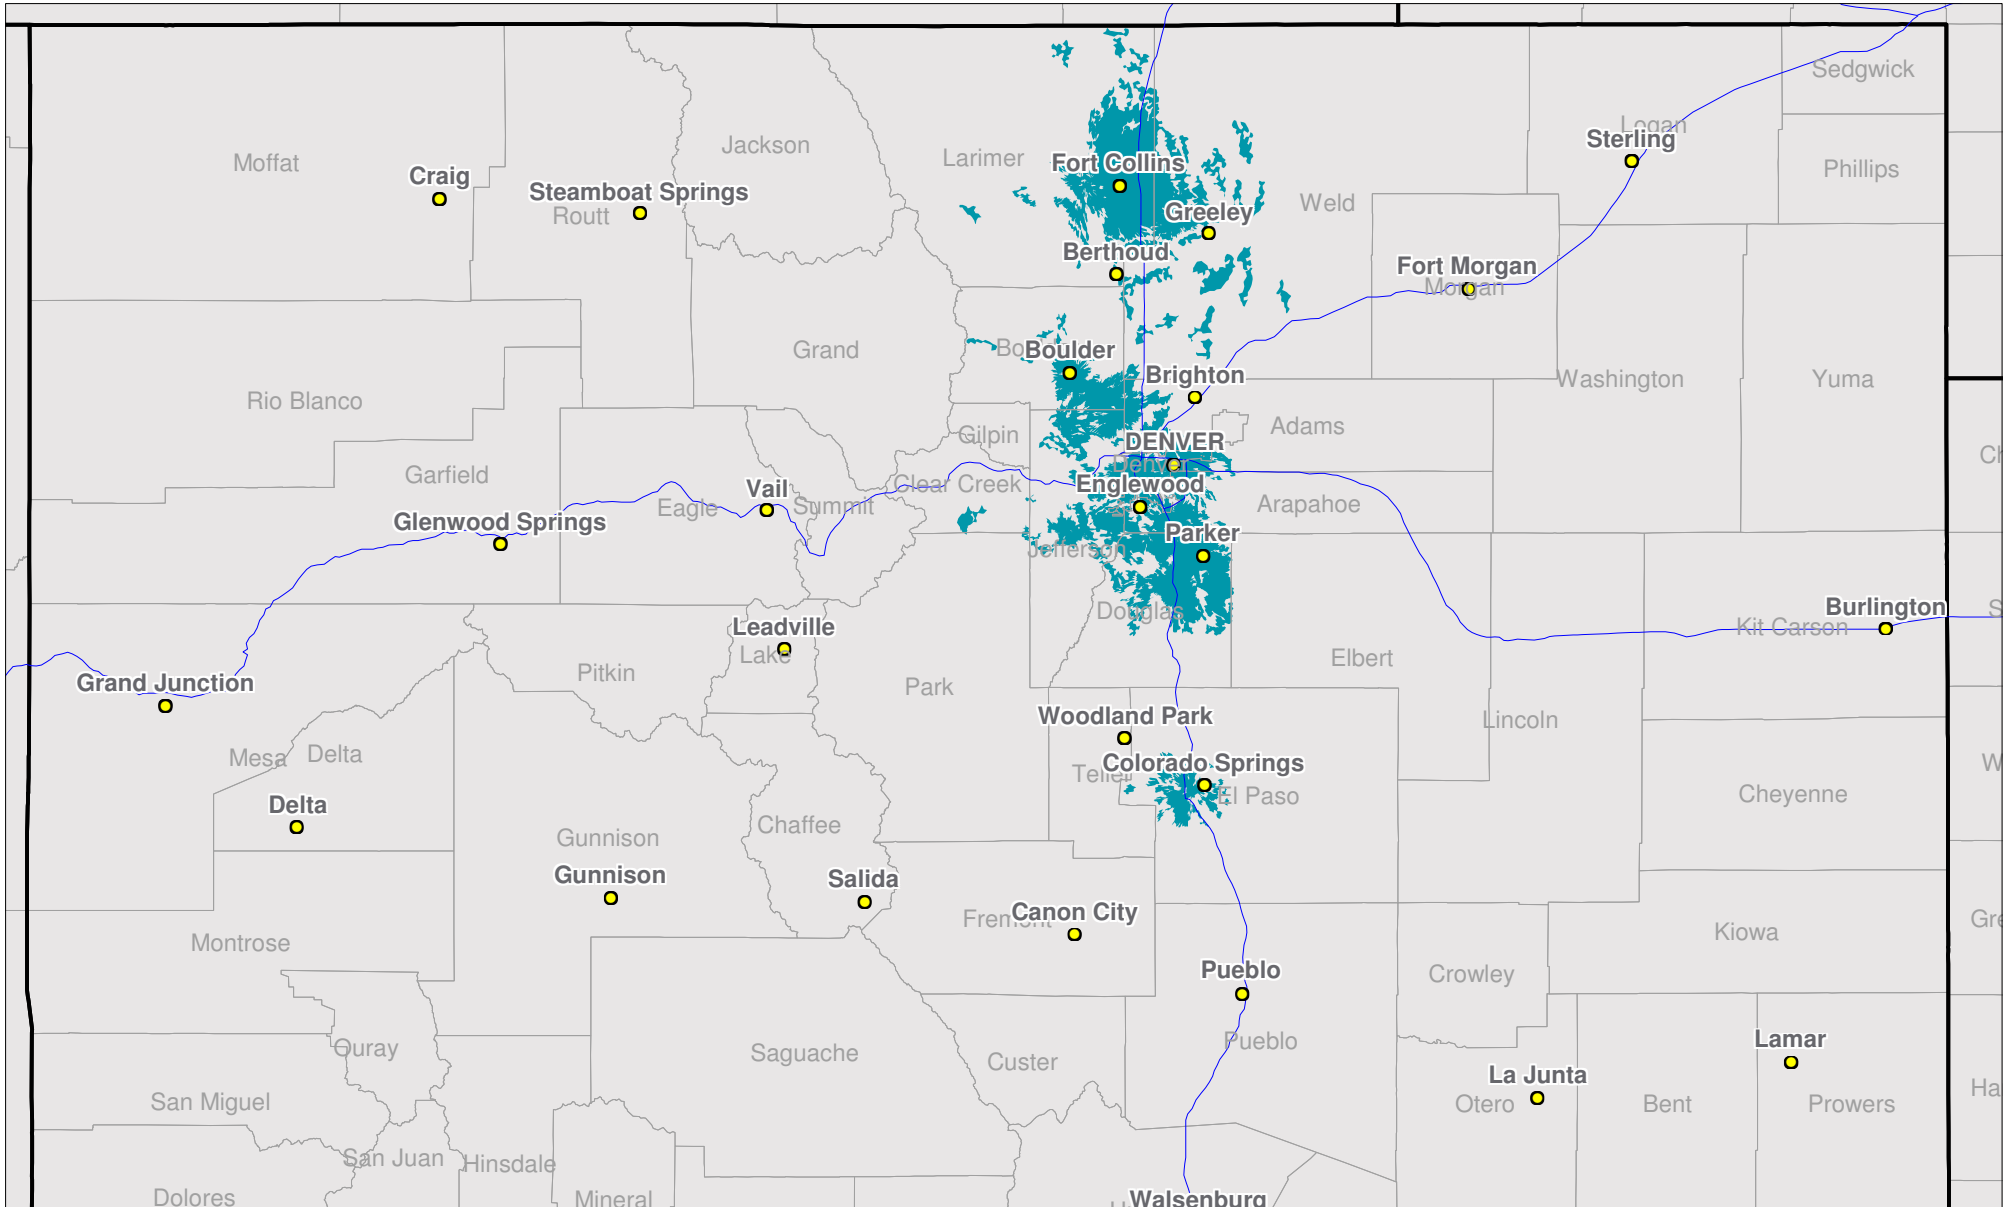 Sedgwick
Logan
Sterling
Jackson
Larimer
Moffat
Fort Collins
Phillips
Craig
Steamboat Springs
Routt
Weld
Greeley
Berthoud
Fort Morgan
Morgan
Grand
Boulder
Brighton
Washington
Yuma
Rio Blanco
Gilpin
Adams
DENVER
Denver
Garfield
Clear Creek
Englewood
Vail
Eagle
Summit
Arapahoe
Glenwood Springs
Parker
Jefferson
Douglas
Burlington
Kit Carson
Leadville
Lake
Elbert
Pitkin
Park
Grand Junction
Woodland Park
Lincoln
Mesa
Delta
Colorado Springs
Teller
El Paso
Cheyenne
Delta
Chaffee
Gunnison
Gunnison
Salida
Fremont
Canon City
Kiowa
Montrose
Pueblo
Crowley
Ouray
Saguache
Custer
Pueblo
Lamar
La Junta
San Miguel
Otero
Bent
Prowers
San Juan
Hinsdale
Dolores
Mineral
Walsenburg